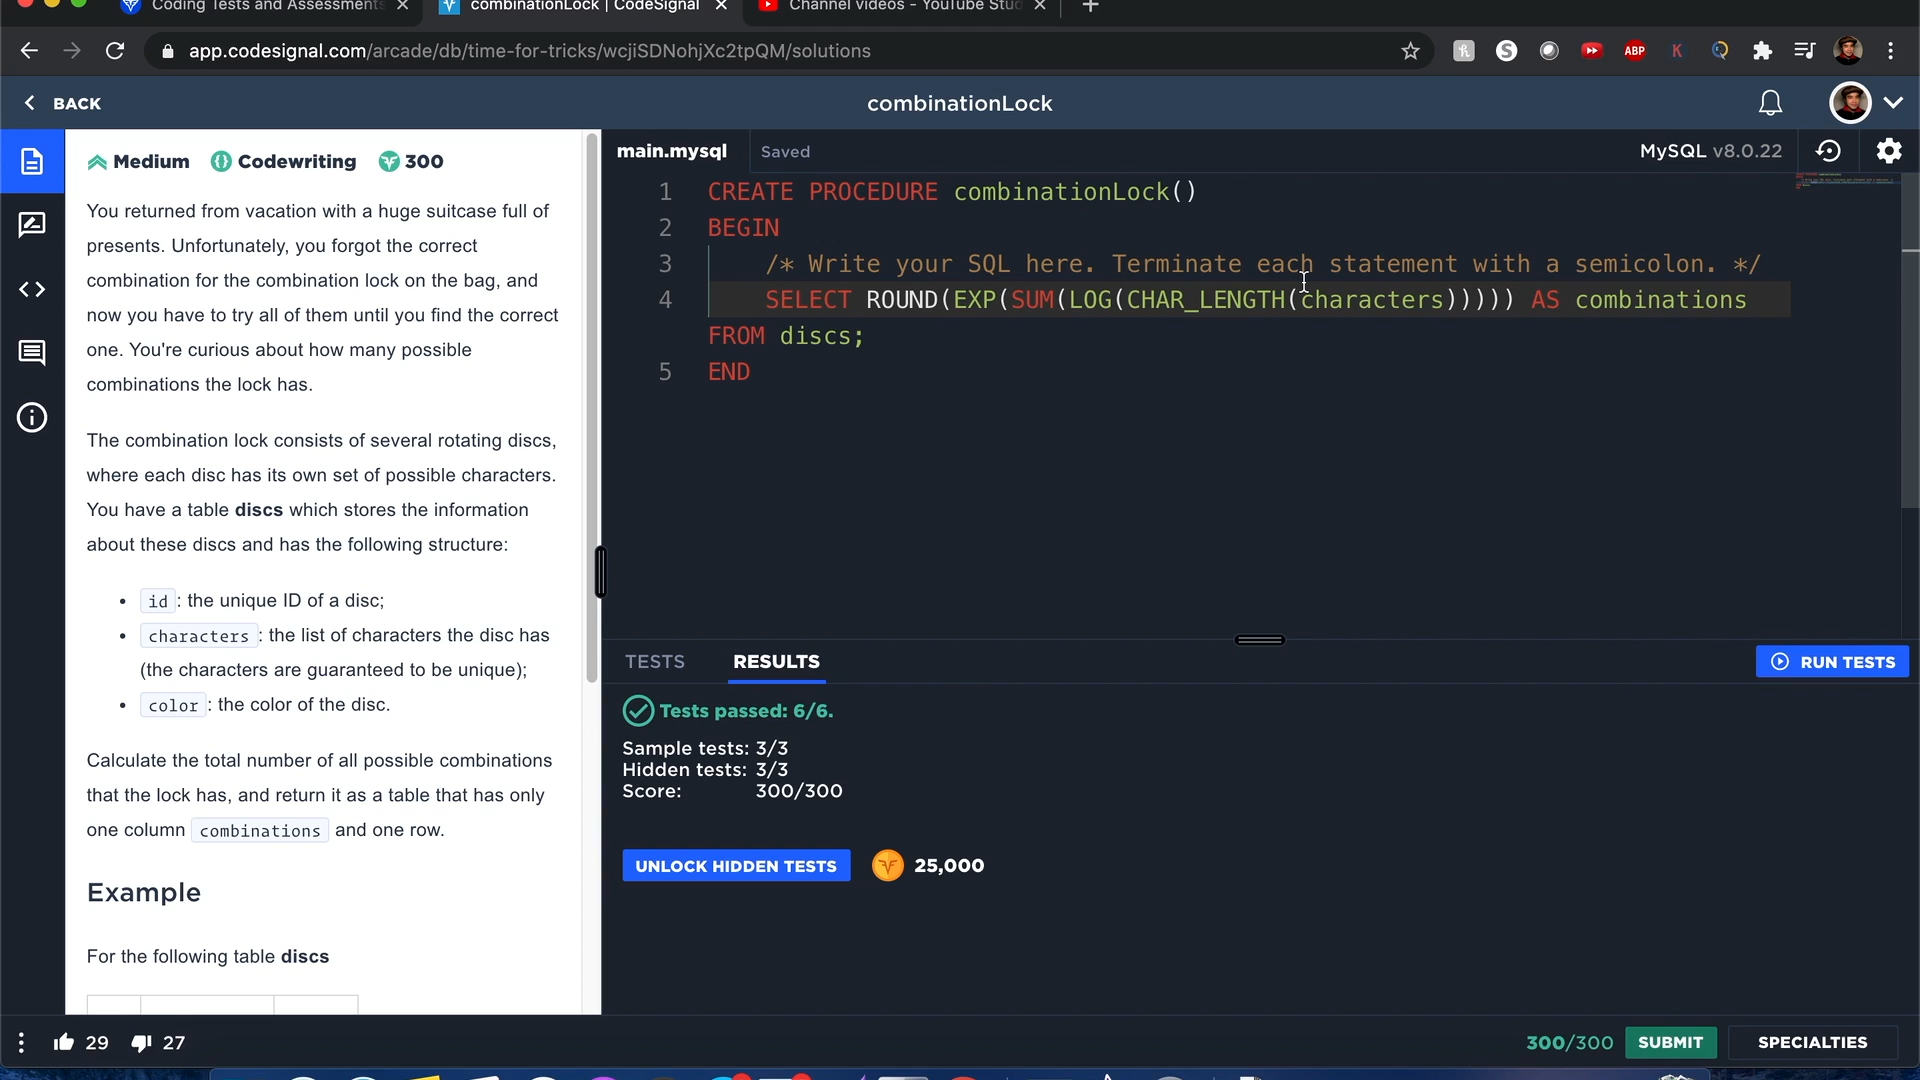 Coding Tests and Assessments
combinationLock | CodeSignal
Channel videos - YouTube Stud
app.codesignal.com/arcade/db/time-for-tricks/wcjiSDNohjXc2tpQM/solutions
ABP
BACK
combinationLock
Medium
Codewriting
300
main.mysql
Saved
MySQL v8.0.22
You returned from vacation with a huge suitcase full of
presents. Unfortunately, you forgot the correct
combination for the combination lock on the bag, and
now you have to try all of them until you find the correct
one. You're curious about how many possible
combinations the lock has.
The combination lock consists of several rotating discs,
where each disc has its own set of possible characters.
You have a table discs which stores the information
about these discs and has the following structure:
• id: the unique ID of a disc;
• characters: the list of characters the disc has
(the characters are guaranteed to be unique);
• color: the color of the disc.
Calculate the total number of all possible combinations
that the lock has, and return it as a table that has only
one column combinations and one row.
Example
For the following table discs
1 CREATE PROCEDURE combinationLock()
2 BEGIN
3 /* Write your SQL here. Terminate each statement with a semicolon. */
4 SELECT ROUND(EXP(SUM(LOG(CHAR_LENGTH(characters))))) AS combinations
FROM discs;
5 END
TESTS
RESULTS
RUN TESTS
Tests passed: 6/6.
Sample tests: 3/3
Hidden tests: 3/3
Score: 300/300
UNLOCK HIDDEN TESTS
25,000
29
27
300/300
SUBMIT
SPECIALTIES